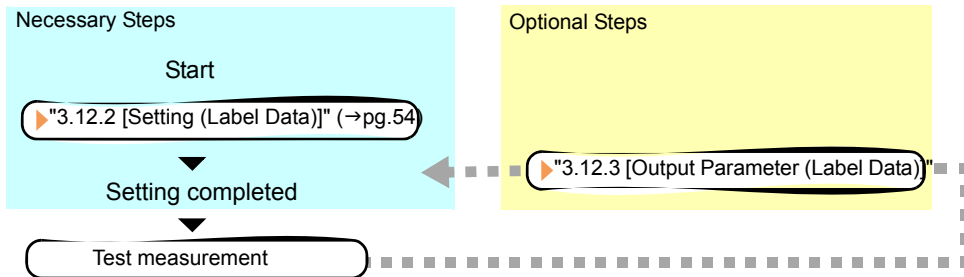 Necessary Steps
Start
"3.12.2 [Setting (Label Data)]" (→pg.54)
Setting completed
Test measurement
Optional Steps
"3.12.3 [Output Parameter (Label Data)]"